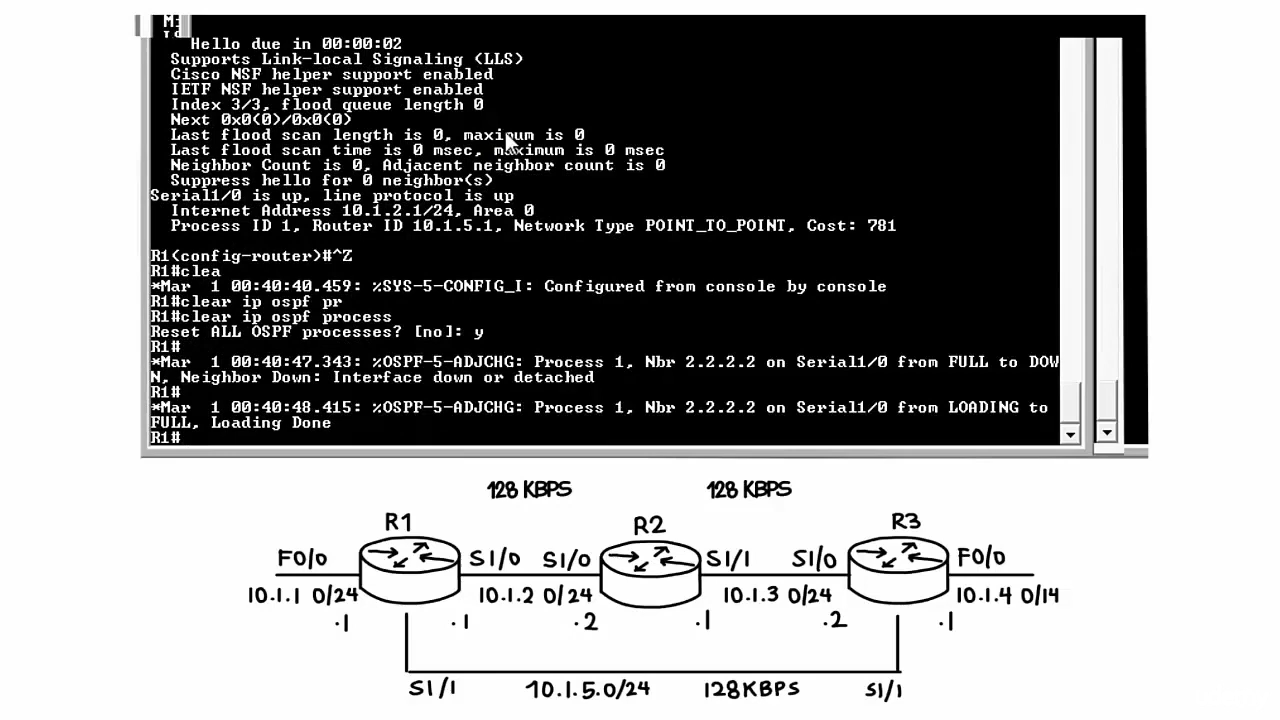 M:
Hello due in 00:00:02
Supports Link-local Signaling (LLS)
Cisco NSF helper support enabled
IETF NSF helper support enabled
Index 3/3, flood queue length 0
Next 0x0(0)/0x0(0)
Last flood scan length is 0, maximum is 0
Last flood scan time is 0 msec, maximum is 0 msec
Neighbor Count is 0, Adjacent neighbor count is 0
Suppress hello for 0 neighbor(s)
Serial1/0 is up, line protocol is up
Internet Address 10.1.2.1/24, Area 0
Process ID 1, Router ID 10.1.5.1, Network Type POINT_TO_POINT, Cost: 781
R1(config-router)#^Z
R1#clea
*Mar 1 00:40:40.459: %SYS-5-CONFIG_I: Configured from console by console
R1#clear ip ospf pr
R1#clear ip ospf process
Reset ALL OSPF processes? [no]: y
R1#
*Mar 1 00:40:47.343: %OSPF-5-ADJCHG: Process 1, Nbr 2.2.2.2 on Serial1/0 from FULL to DOW
N, Neighbor Down: Interface down or detached
R1#
*Mar 1 00:40:48.415: %OSPF-5-ADJCHG: Process 1, Nbr 2.2.2.2 on Serial1/0 from LOADING to
FULL, Loading Done
R1#
128 KBPS 128 KBPS
R1 R2 R3
F0/0 S1/0 S1/0 S1/1 S1/0 F0/0
10.1.1 0/24 10.1.2 0/24 10.1.3 0/24 10.1.4 0/14
.1 .1 .2 .1 .2 .1
S1/1 10.1.5.0/24 128KBPS S1/1